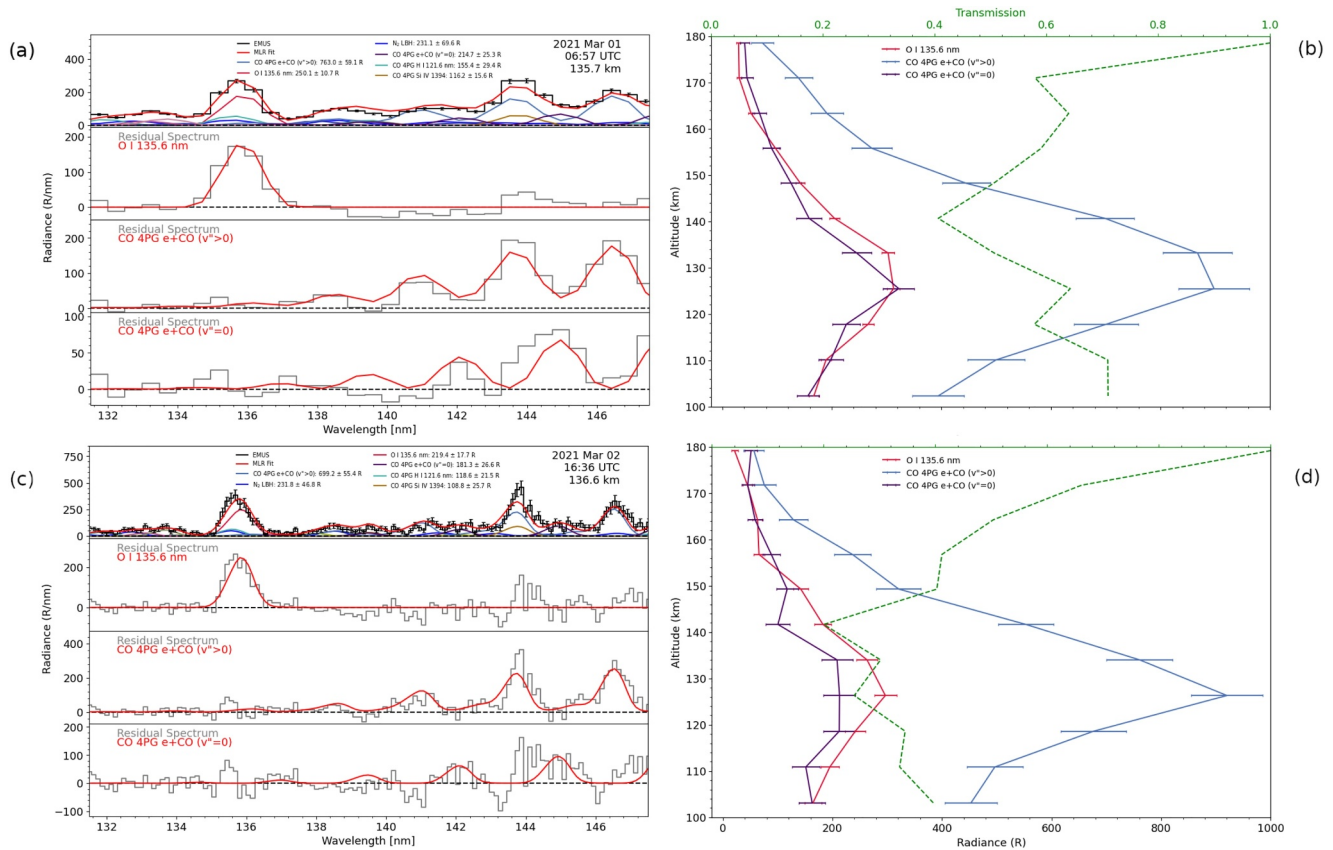 (a)
EMUS
MLR Fit
CO 4PG e+CO (v">0): 763.0 ± 59.1 R
O I 135.6 nm: 250.1 ± 10.7 R
N₂ LBH: 231.1 ± 69.6 R
CO 4PG e+CO (v"=0): 214.7 ± 25.3 R
CO 4PG H I 121.6 nm: 155.4 ± 29.4 R
CO 4PG Si IV 1394: 116.2 ± 15.6 R
2021 Mar 01
06:57 UTC
135.7 km
400
200
0
Residual Spectrum
O I 135.6 nm
200
100
0
Residual Spectrum
CO 4PG e+CO (v">0)
200
100
0
Residual Spectrum
CO 4PG e+CO (v"=0)
100
50
0
Radiance (R/nm)
132 134 136 138 140 142 144 146
Wavelength [nm]
(b)
Transmission
0.0 0.2 0.4 0.6 0.8 1.0
O I 135.6 nm
CO 4PG e+CO (v">0)
CO 4PG e+CO (v"=0)
180
170
160
150
140
130
120
110
100
Altitude (km)
(c)
EMUS
MLR Fit
CO 4PG e+CO (v">0): 699.2 ± 55.4 R
N₂ LBH: 231.8 ± 46.8 R
O I 135.6 nm: 219.4 ± 17.7 R
CO 4PG e+CO (v"=0): 181.3 ± 26.6 R
CO 4PG H I 121.6 nm: 118.6 ± 21.5 R
CO 4PG Si IV 1394: 108.8 ± 25.7 R
2021 Mar 02
16:36 UTC
136.6 km
750
500
250
0
Residual Spectrum
O I 135.6 nm
200
0
Residual Spectrum
CO 4PG e+CO (v">0)
400
200
0
Residual Spectrum
CO 4PG e+CO (v"=0)
200
100
0
−100
Radiance (R/nm)
132 134 136 138 140 142 144 146
Wavelength [nm]
(d)
O I 135.6 nm
CO 4PG e+CO (v">0)
CO 4PG e+CO (v"=0)
180
170
160
150
140
130
120
110
100
Altitude (km)
0 200 400 600 800 1000
Radiance (R)